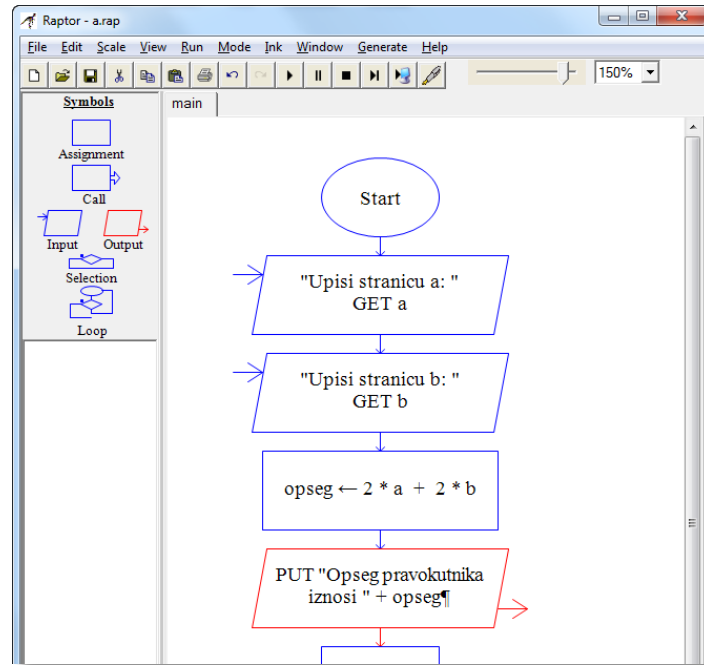 Raptor - a.rap
File Edit Scale View Run Mode Ink Window Generate Help
150%
Symbols
Assignment
Call
Input Output
Selection
Loop
main
Start
"Upisi stranicu a: "
GET a
"Upisi stranicu b: "
GET b
opseg ← 2 * a + 2 * b
PUT "Opseg pravokutnika
iznosi " + opseg¶